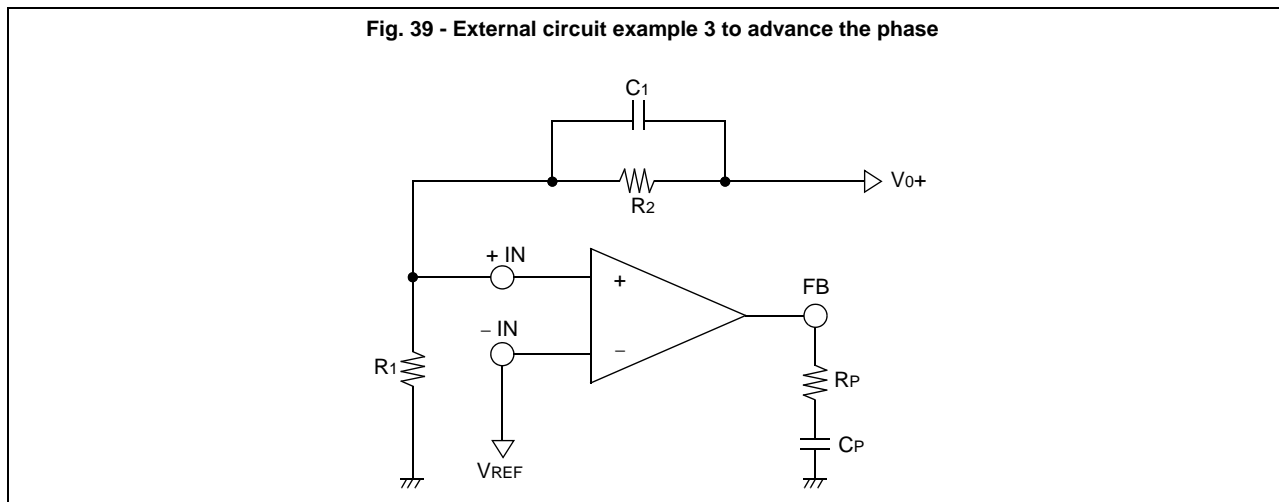 Fig. 39 - External circuit example 3 to advance the phase
C1
R2
V0+
+ IN
+
FB
− IN
−
R1
RP
VREF
CP